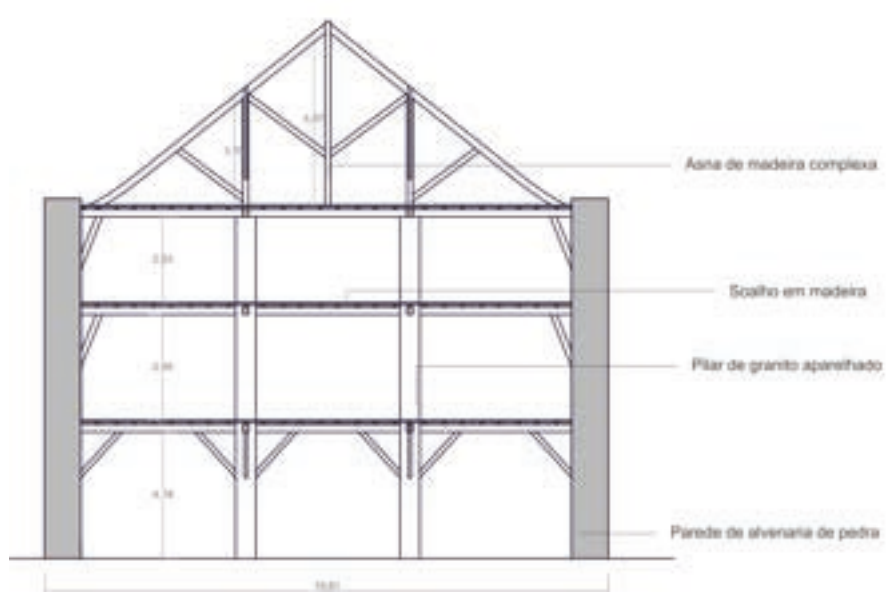 Asna de madeira complexa
Soalho em madeira
Pilar de granito aparelhado
Parede de alvenaria de pedra